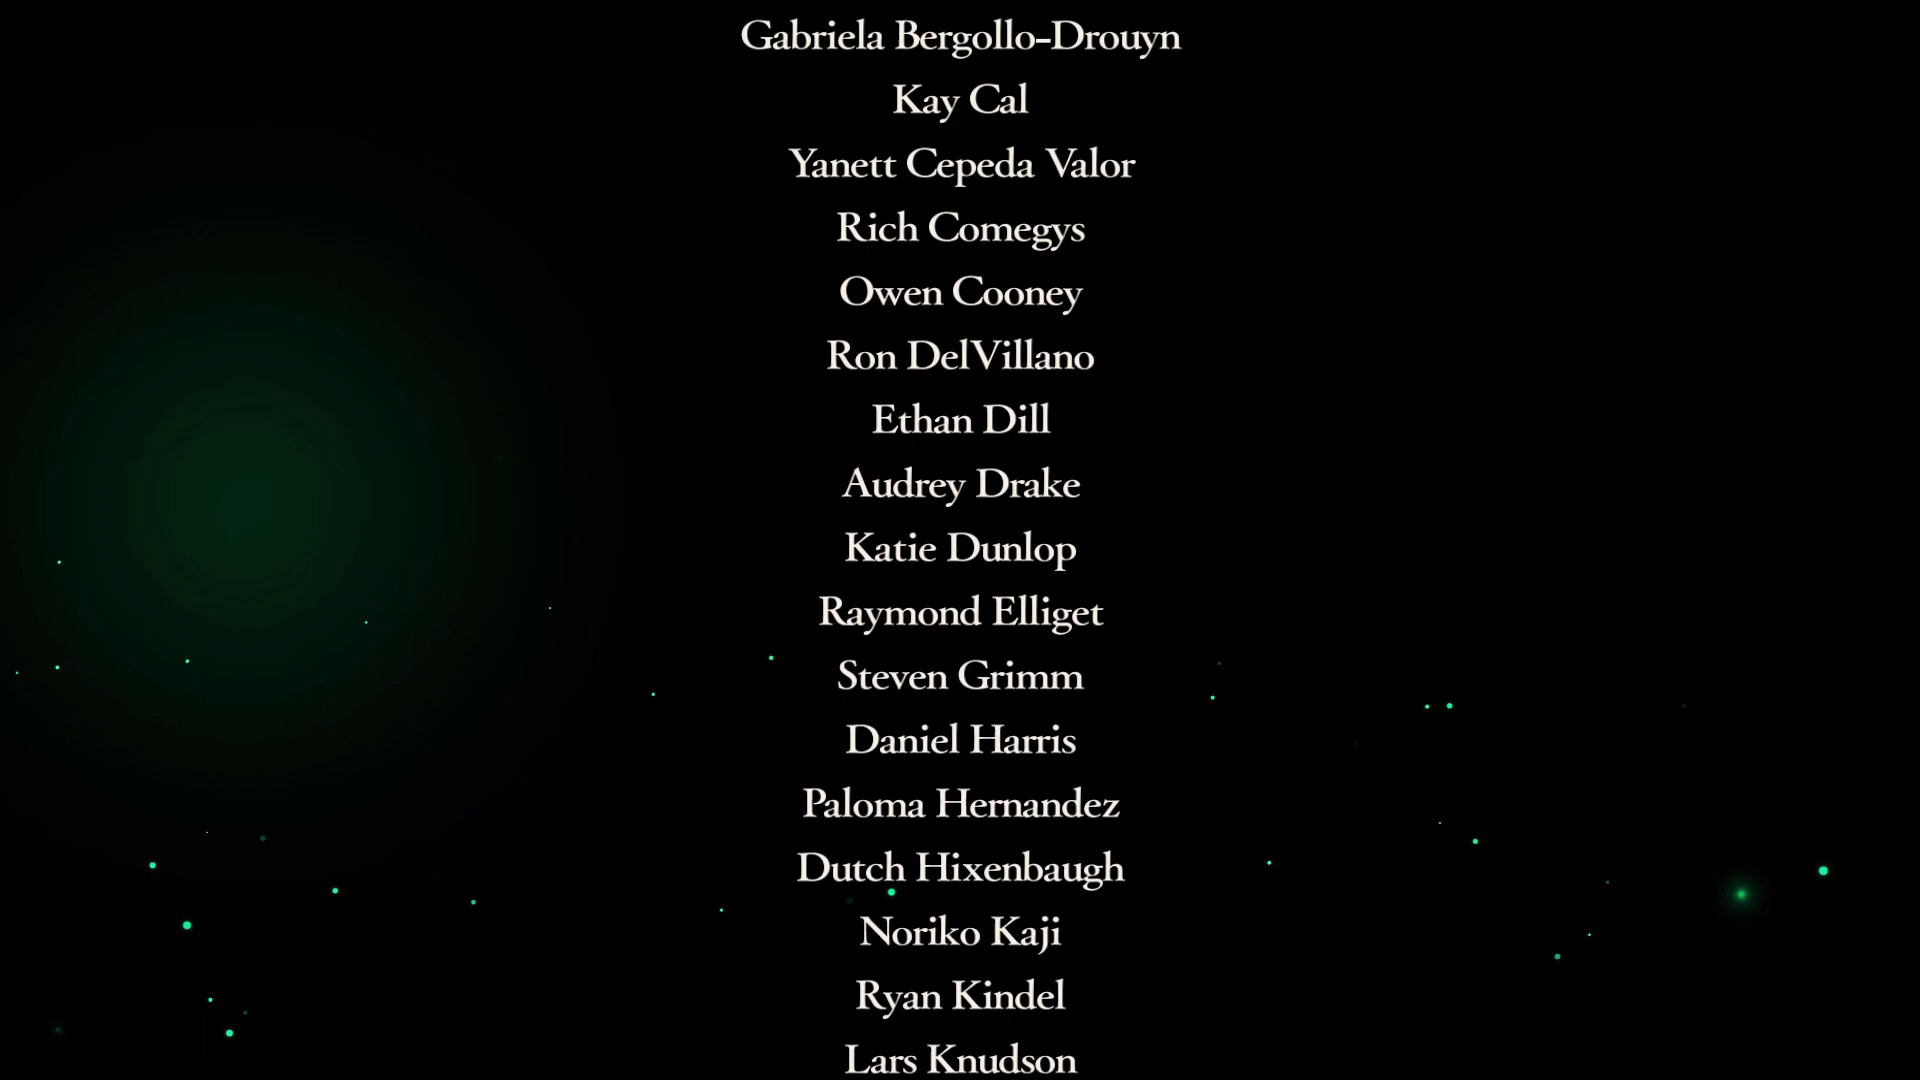 Gabriela Bergollo-Drouyn
Kay Cal
Yanett Cepeda Valor
Rich Comegys
Owen Cooney
Ron DelVillano
Ethan Dill
Audrey Drake
Katie Dunlop
Raymond Elliget
Steven Grimm
Daniel Harris
Paloma Hernandez
Dutch Hixenbaugh
Noriko Kaji
Ryan Kindel
Lars Knudson